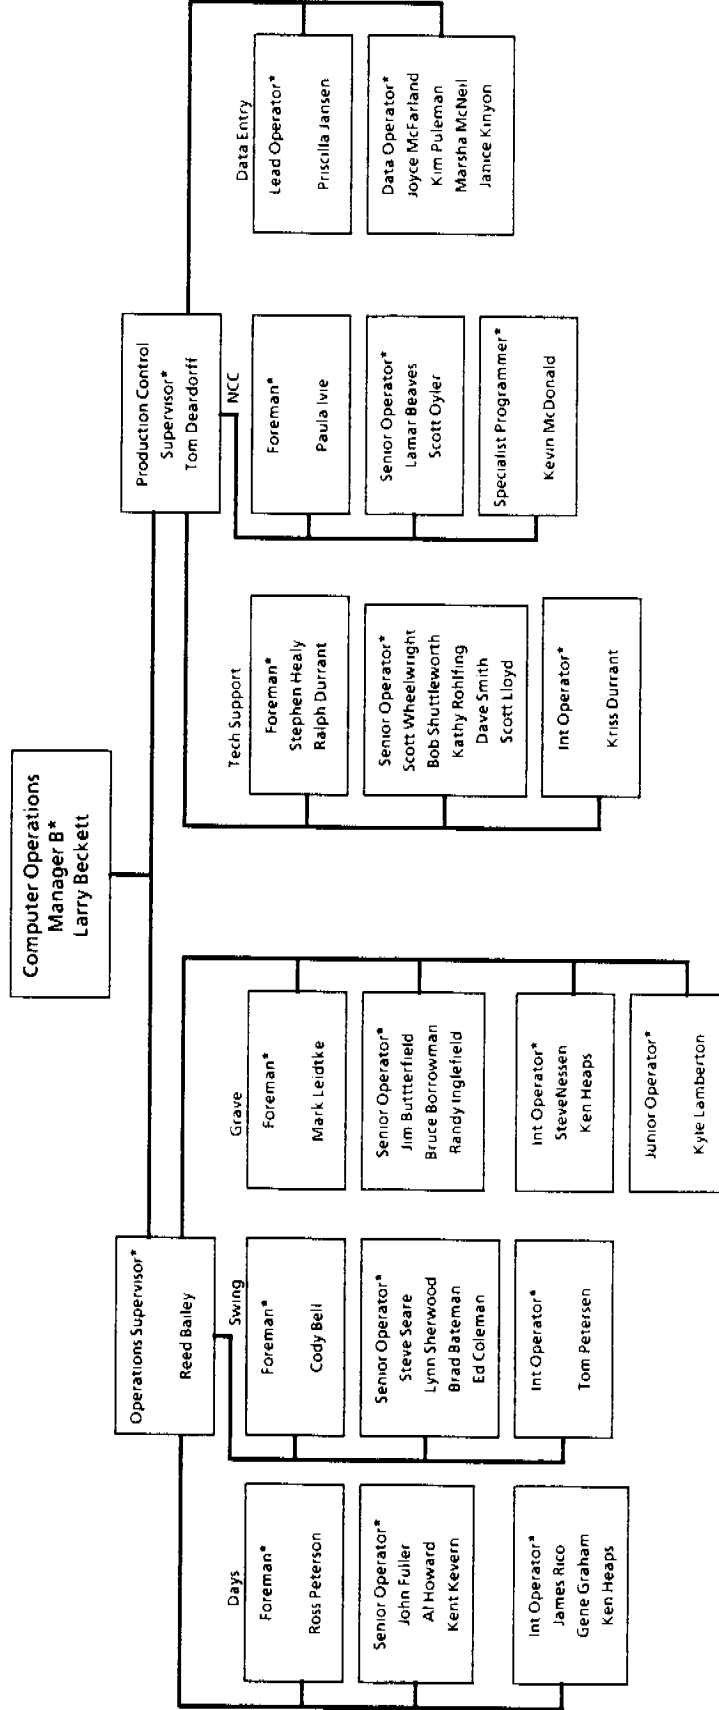 Computer Operations
Manager B*
Larry Beckett
Operations Supervisor*
Reed Bailey
Days
Foreman*
Ross Peterson
Senior Operator*
John Fuller
Al Howard
Kent Kevern
Int Operator*
James Rico
Gene Graham
Ken Heaps
Swing
Foreman*
Cody Bell
Senior Operator*
Steve Seare
Lynn Sherwood
Brad Bateman
Ed Coleman
Int Operator*
Tom Petersen
Grave
Foreman*
Mark Leidtke
Senior Operator*
Jim Buttterfield
Bruce Borrowman
Randy Inglefield
Int Operator*
SteveNessen
Ken Heaps
Junior Operator*
Kyle Lamberton
Production Control
Supervisor*
Tom Deardorff
Tech Support
Foreman*
Stephen Healy
Ralph Durrant
Senior Operator*
Scott Wheelwright
Bob Shuttleworth
Kathy Rohlfing
Dave Smith
Scott Lloyd
Int Operator*
Kriss Durrant
NCC
Foreman*
Paula Ivie
Senior Operator*
Lamar Beaves
Scott Oyler
Specialist Programmer*
Kevin McDonald
Data Entry
Lead Operator*
Priscilla Jansen
Data Operator*
Joyce McFarland
Kim Puleman
Marsha McNeil
Janice Kinyon